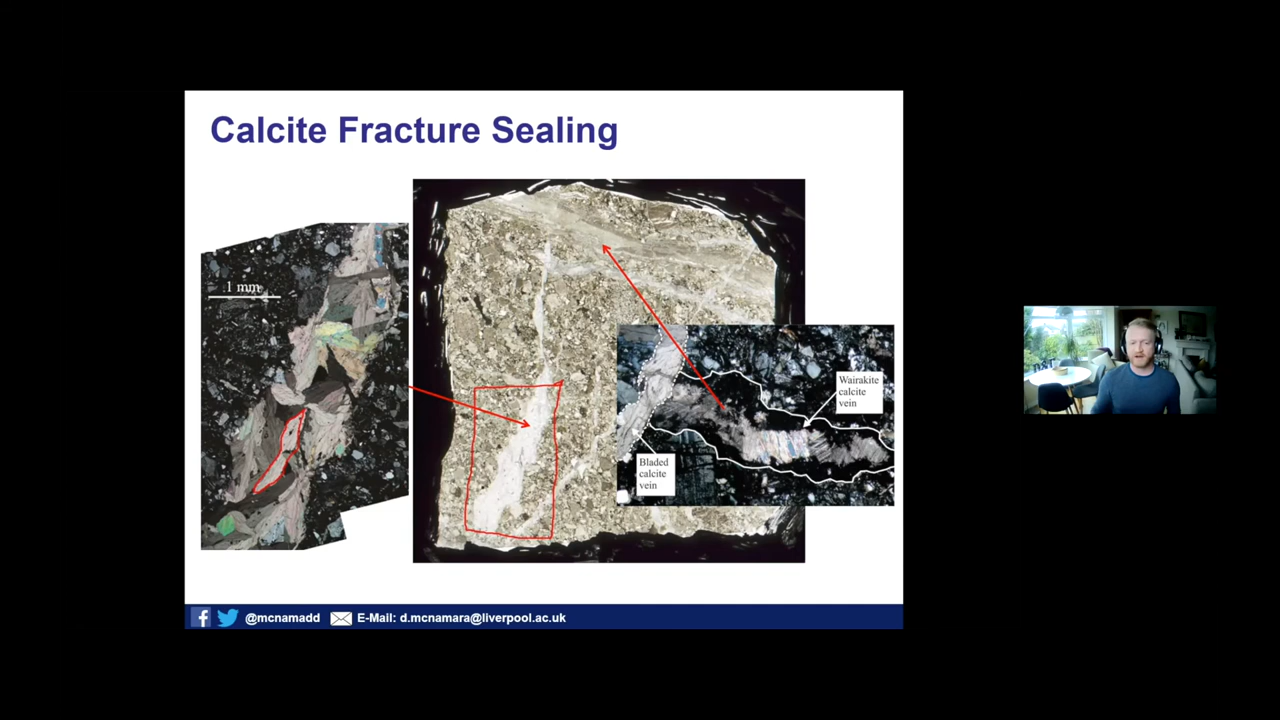 Calcite Fracture Sealing
1 mm
Wairakite
calcite
vein
Bladed
calcite
vein
@mcnamadd
E-Mail: d.mcnamara@liverpool.ac.uk